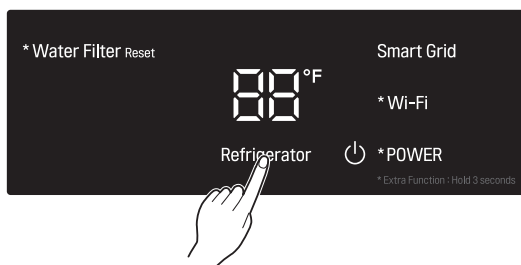 * Water Filter Reset
88°F
Refrigerator
Smart Grid
* Wi-Fi
* POWER
* Extra Function : Hold 3 seconds